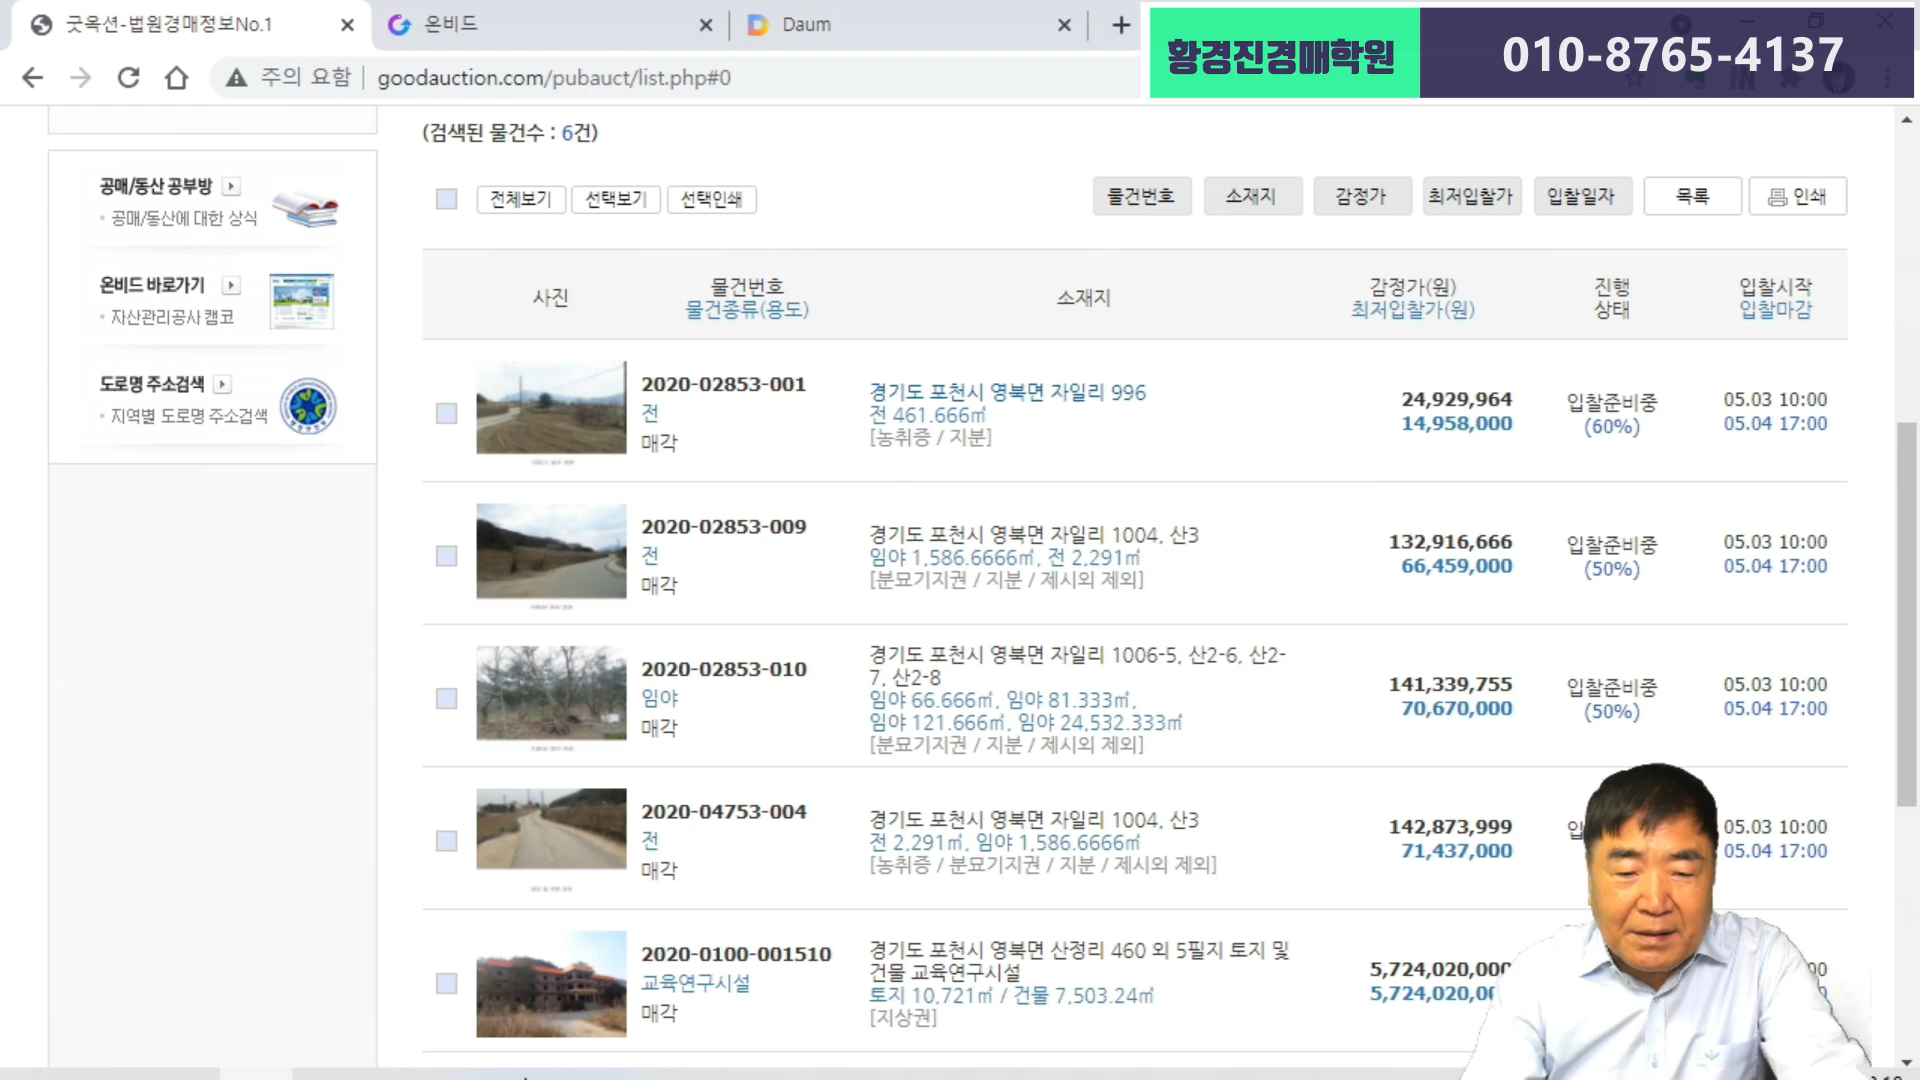 굿옥션-법원경매정보No.1
온비드
Daum
황경진경매학원
010-8765-4137
주의 요함
goodauction.com/pubauct/list.php#0
(검색된 물건수 : 6건)
공매/동산 공부방
공매/동산에 대한 상식
온비드 바로가기
자산관리공사 캠코
도로명 주소검색
지역별 도로명 주소검색
전체보기 선택보기 선택인쇄
물건번호 소재지 감정가 최저입찰가 입찰일자 목록 인쇄
사진
물건번호
물건종류(용도)
소재지
감정가(원)
최저입찰가(원)
진행
상태
입찰시작
입찰마감
2020-02853-001
전
매각
경기도 포천시 영북면 자일리 996
전 461.666㎡
[농취증 / 지분]
24,929,964
14,958,000
입찰준비중
(60%)
05.03 10:00
05.04 17:00
2020-02853-009
전
매각
경기도 포천시 영북면 자일리 1004, 산3
임야 1,586.6666㎡, 전 2,291㎡
[분묘기지권 / 지분 / 제시외 제외]
132,916,666
66,459,000
입찰준비중
(50%)
05.03 10:00
05.04 17:00
2020-02853-010
임야
매각
경기도 포천시 영북면 자일리 1006-5, 산2-6, 산2-
7, 산2-8
임야 66.666㎡, 임야 81.333㎡,
임야 121.666㎡, 임야 24,532.333㎡
[분묘기지권 / 지분 / 제시외 제외]
141,339,755
70,670,000
입찰준비중
(50%)
05.03 10:00
05.04 17:00
2020-04753-004
전
매각
경기도 포천시 영북면 자일리 1004, 산3
전 2,291㎡, 임야 1,586.6666㎡
[농취증 / 분묘기지권 / 지분 / 제시외 제외]
142,873,999
71,437,000
입
05.03 10:00
05.04 17:00
2020-0100-001510
교육연구시설
매각
경기도 포천시 영북면 산정리 460 외 5필지 토지 및
건물 교육연구시설
토지 10,721㎡ / 건물 7,503.24㎡
[지상권]
5,724,020,000
5,724,020,00